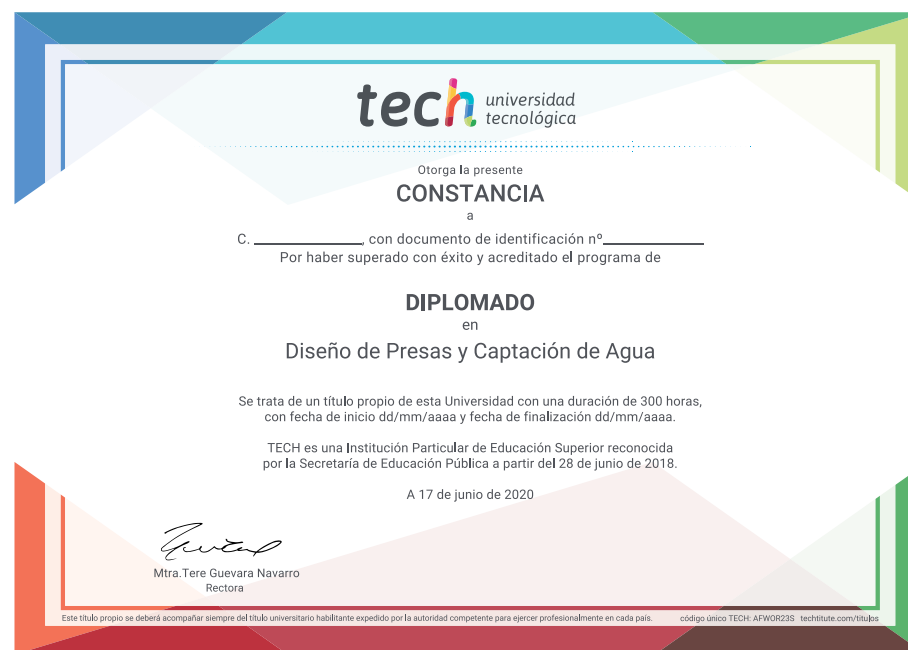 tech universidad
tecnológica
Otorga la presente
CONSTANCIA
a
C. ____________, con documento de identificación nº____________
Por haber superado con éxito y acreditado el programa de
DIPLOMADO
en
Diseño de Presas y Captación de Agua
Se trata de un título propio de esta Universidad con una duración de 300 horas,
con fecha de inicio dd/mm/aaaa y fecha de finalización dd/mm/aaaa.
TECH es una Institución Particular de Educación Superior reconocida
por la Secretaría de Educación Pública a partir del 28 de junio de 2018.
A 17 de junio de 2020
Mtra.Tere Guevara Navarro
Rectora
Este título propio se deberá acompañar siempre del título universitario habilitante expedido por la autoridad competente para ejercer profesionalmente en cada país. código único TECH: AFWOR23S techtitute.com/titulos